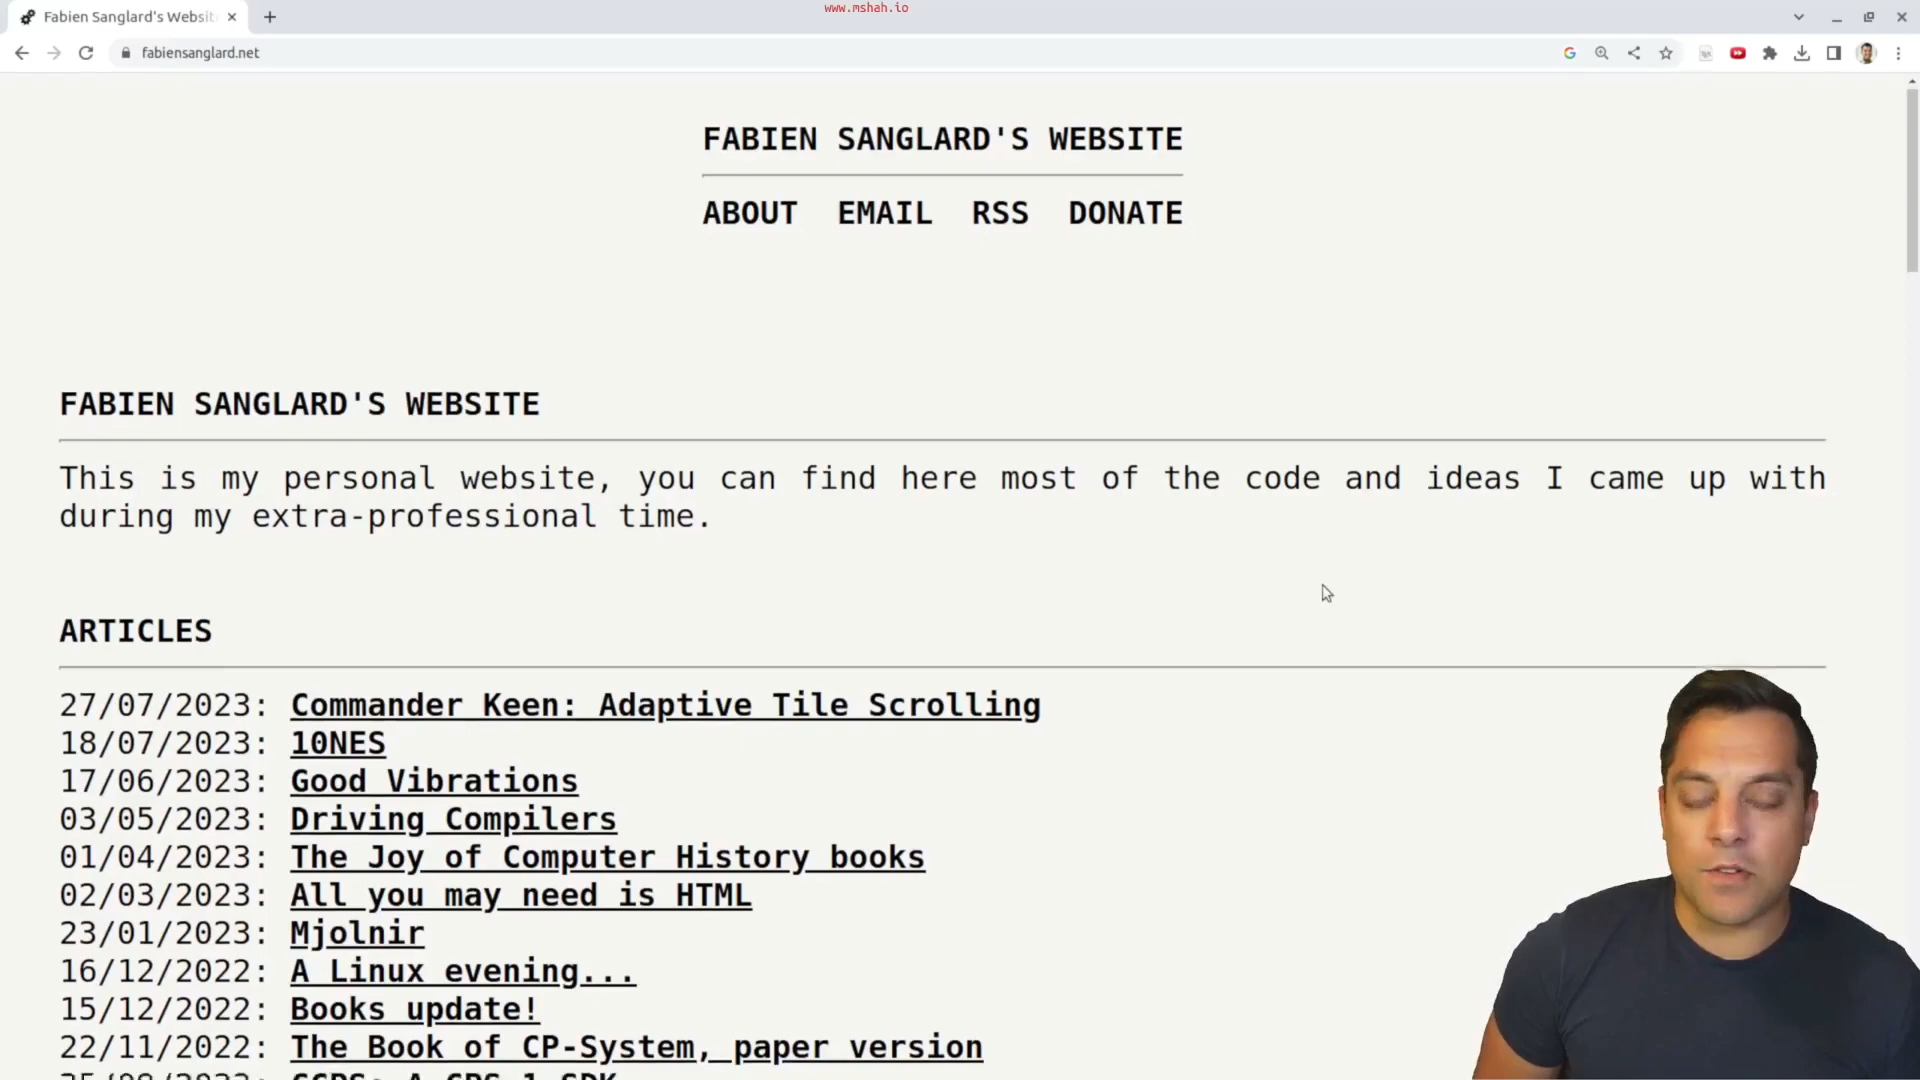 www.mshah.io
Fabien Sanglard's Websit
fabiensanglard.net
FABIEN SANGLARD'S WEBSITE
ABOUT EMAIL RSS DONATE
FABIEN SANGLARD'S WEBSITE
This is my personal website, you can find here most of the code and ideas I came up with
during my extra-professional time.
ARTICLES
27/07/2023: Commander Keen: Adaptive Tile Scrolling
18/07/2023: 10NES
17/06/2023: Good Vibrations
03/05/2023: Driving Compilers
01/04/2023: The Joy of Computer History books
02/03/2023: All you may need is HTML
23/01/2023: Mjolnir
16/12/2022: A Linux evening...
15/12/2022: Books update!
22/11/2022: The Book of CP-System, paper version